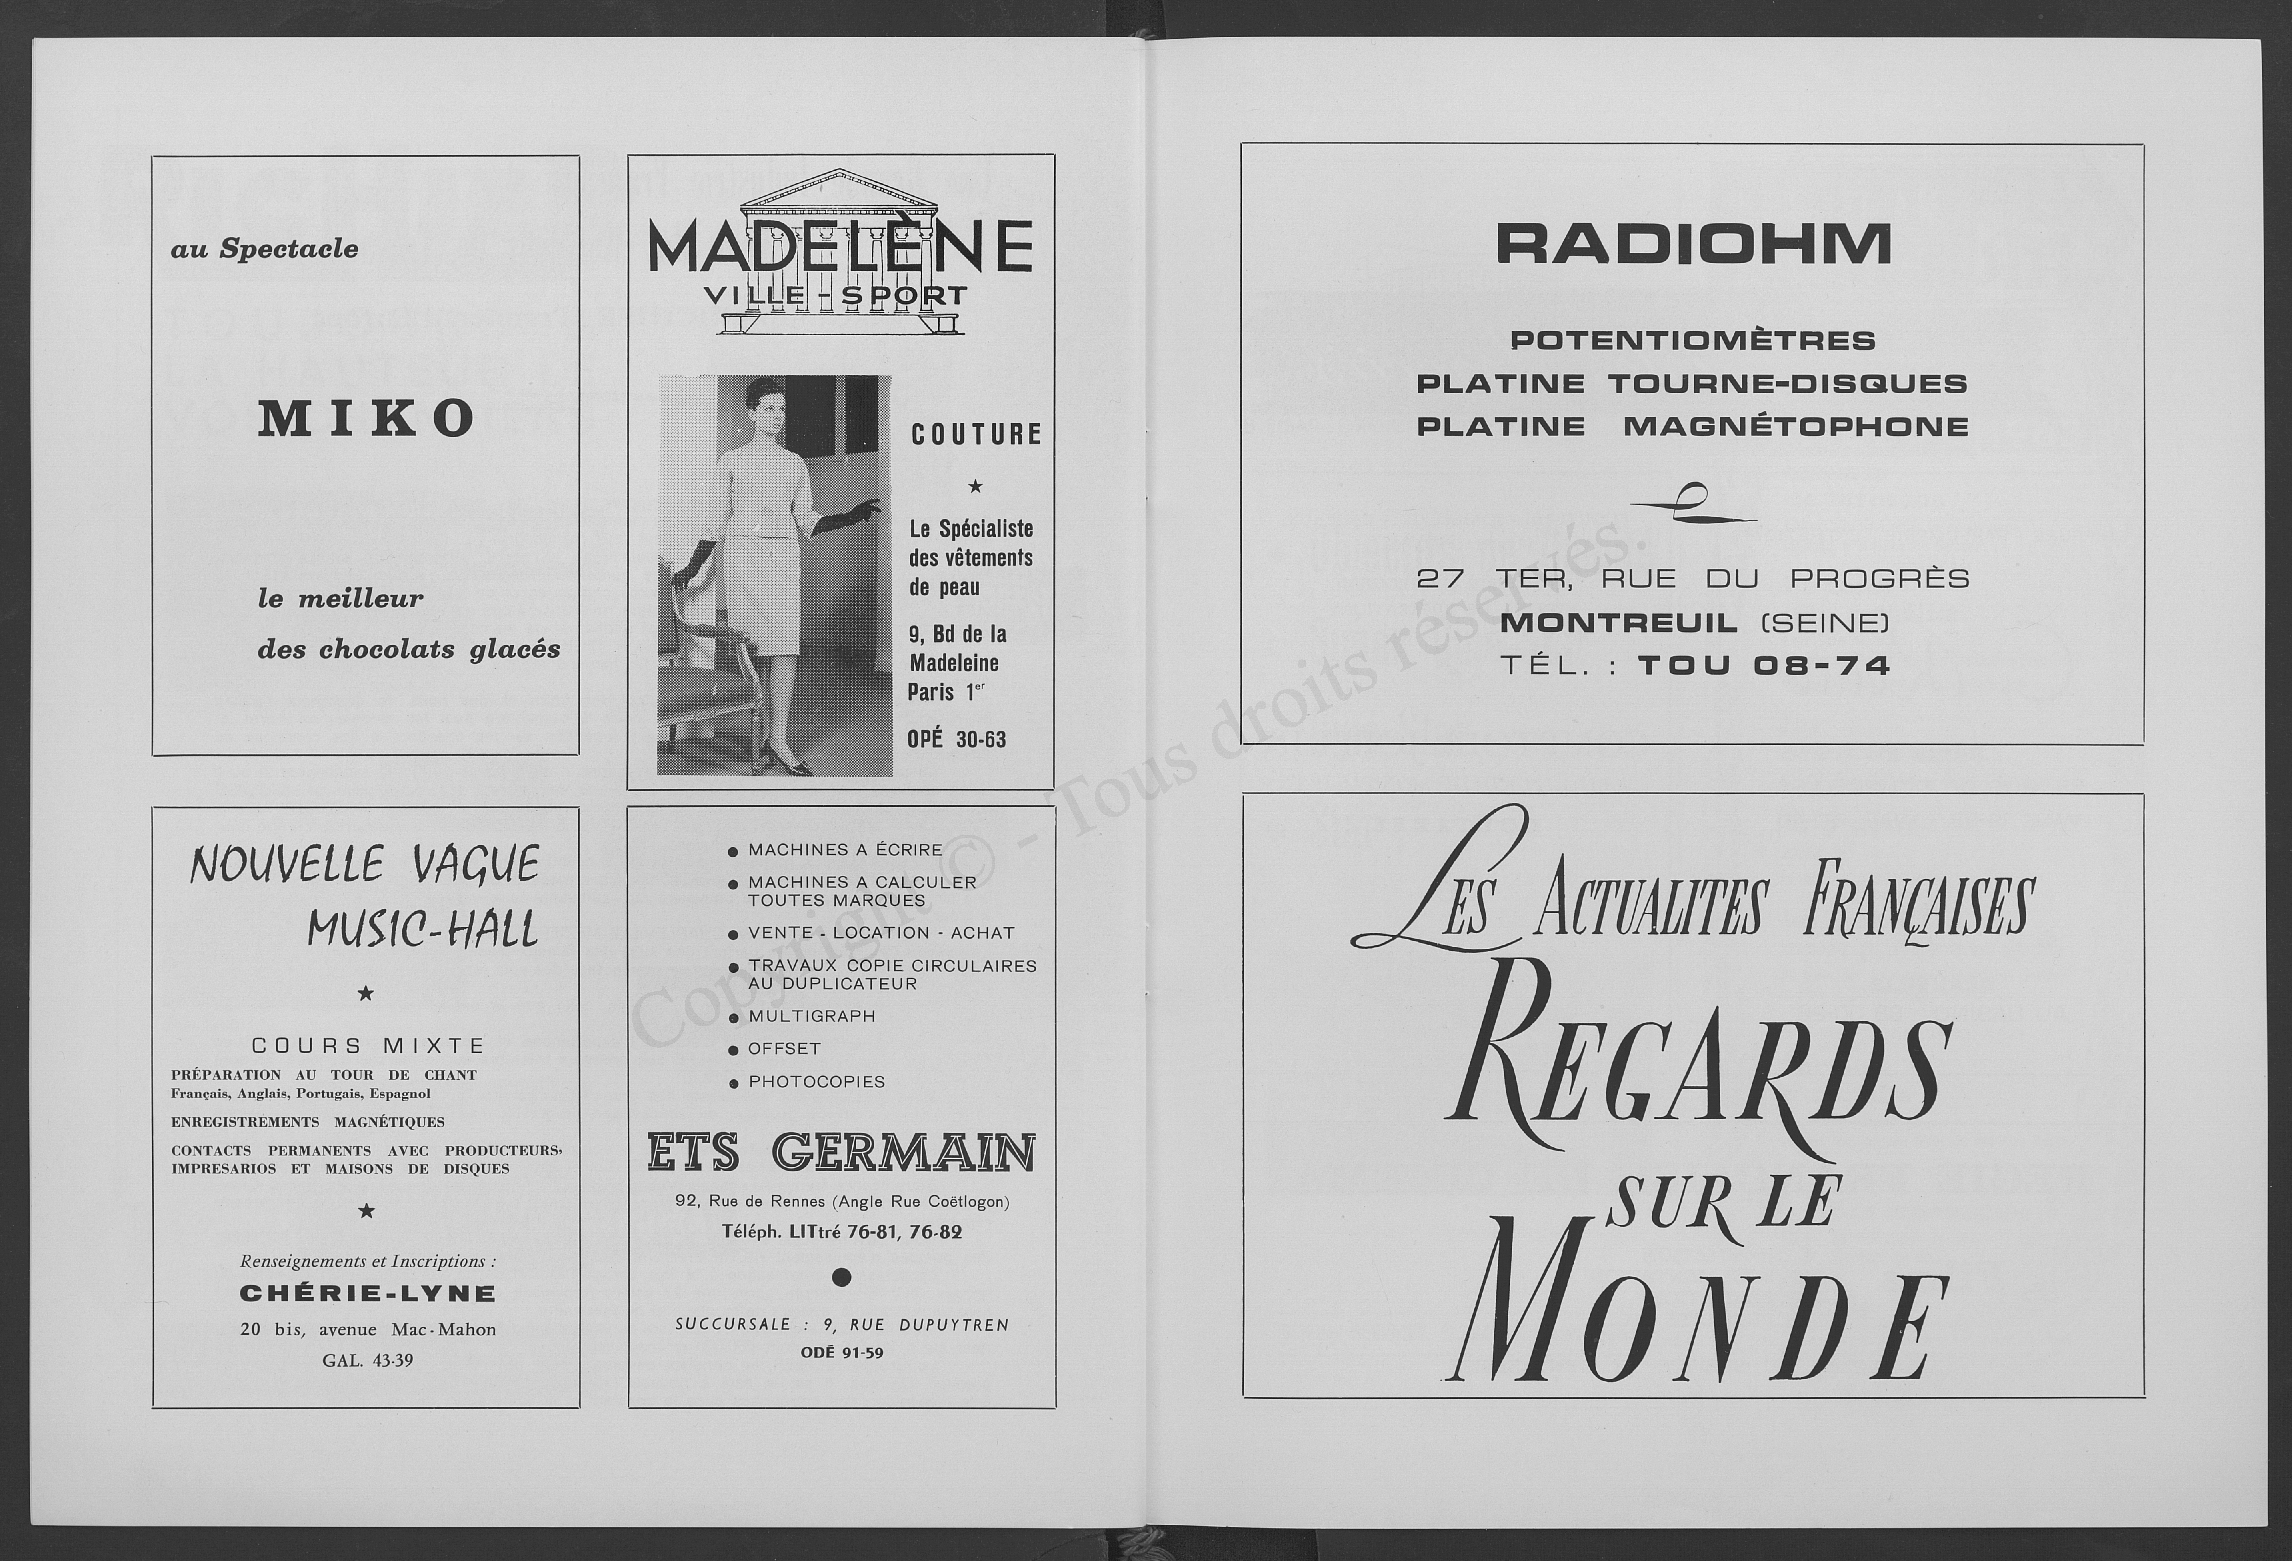 au Spectacle
MIKO
le meilleur
des chocolats glacés
MADELÈNE
VILLE - SPORT
COUTURE
★
Le Spécialiste
des vêtements
de peau
9, Bd de la
Madeleine
Paris 1er
OPÉ 30-63
NOUVELLE VAGUE
MUSIC-HALL
★
COURS MIXTE
PRÉPARATION AU TOUR DE CHANT
Français, Anglais, Portugais, Espagnol
ENREGISTREMENTS MAGNÉTIQUES
CONTACTS PERMANENTS AVEC PRODUCTEURS,
IMPRESARIOS ET MAISONS DE DISQUES
★
Renseignements et Inscriptions :
CHÉRIE-LYNE
20 bis, avenue Mac-Mahon
GAL. 43-39
● MACHINES A ÉCRIRE
● MACHINES A CALCULER
TOUTES MARQUES
● VENTE - LOCATION - ACHAT
● TRAVAUX COPIE CIRCULAIRES
AU DUPLICATEUR
● MULTIGRAPH
● OFFSET
● PHOTOCOPIES
ETS GERMAIN
92, Rue de Rennes (Angle Rue Coëtlogon)
Téléph. LITtré 76-81, 76-82
●
SUCCURSALE : 9, RUE DUPUYTREN
ODÉ 91-59
RADIOHM
POTENTIOMÈTRES
PLATINE TOURNE-DISQUES
PLATINE MAGNÉTOPHONE
27 TER, RUE DU PROGRÈS
MONTREUIL (SEINE)
TÉL. : TOU 08-74
LES ACTUALITES FRANÇAISES
REGARDS
SUR LE
MONDE
Copyright © - Tous droits réservés.